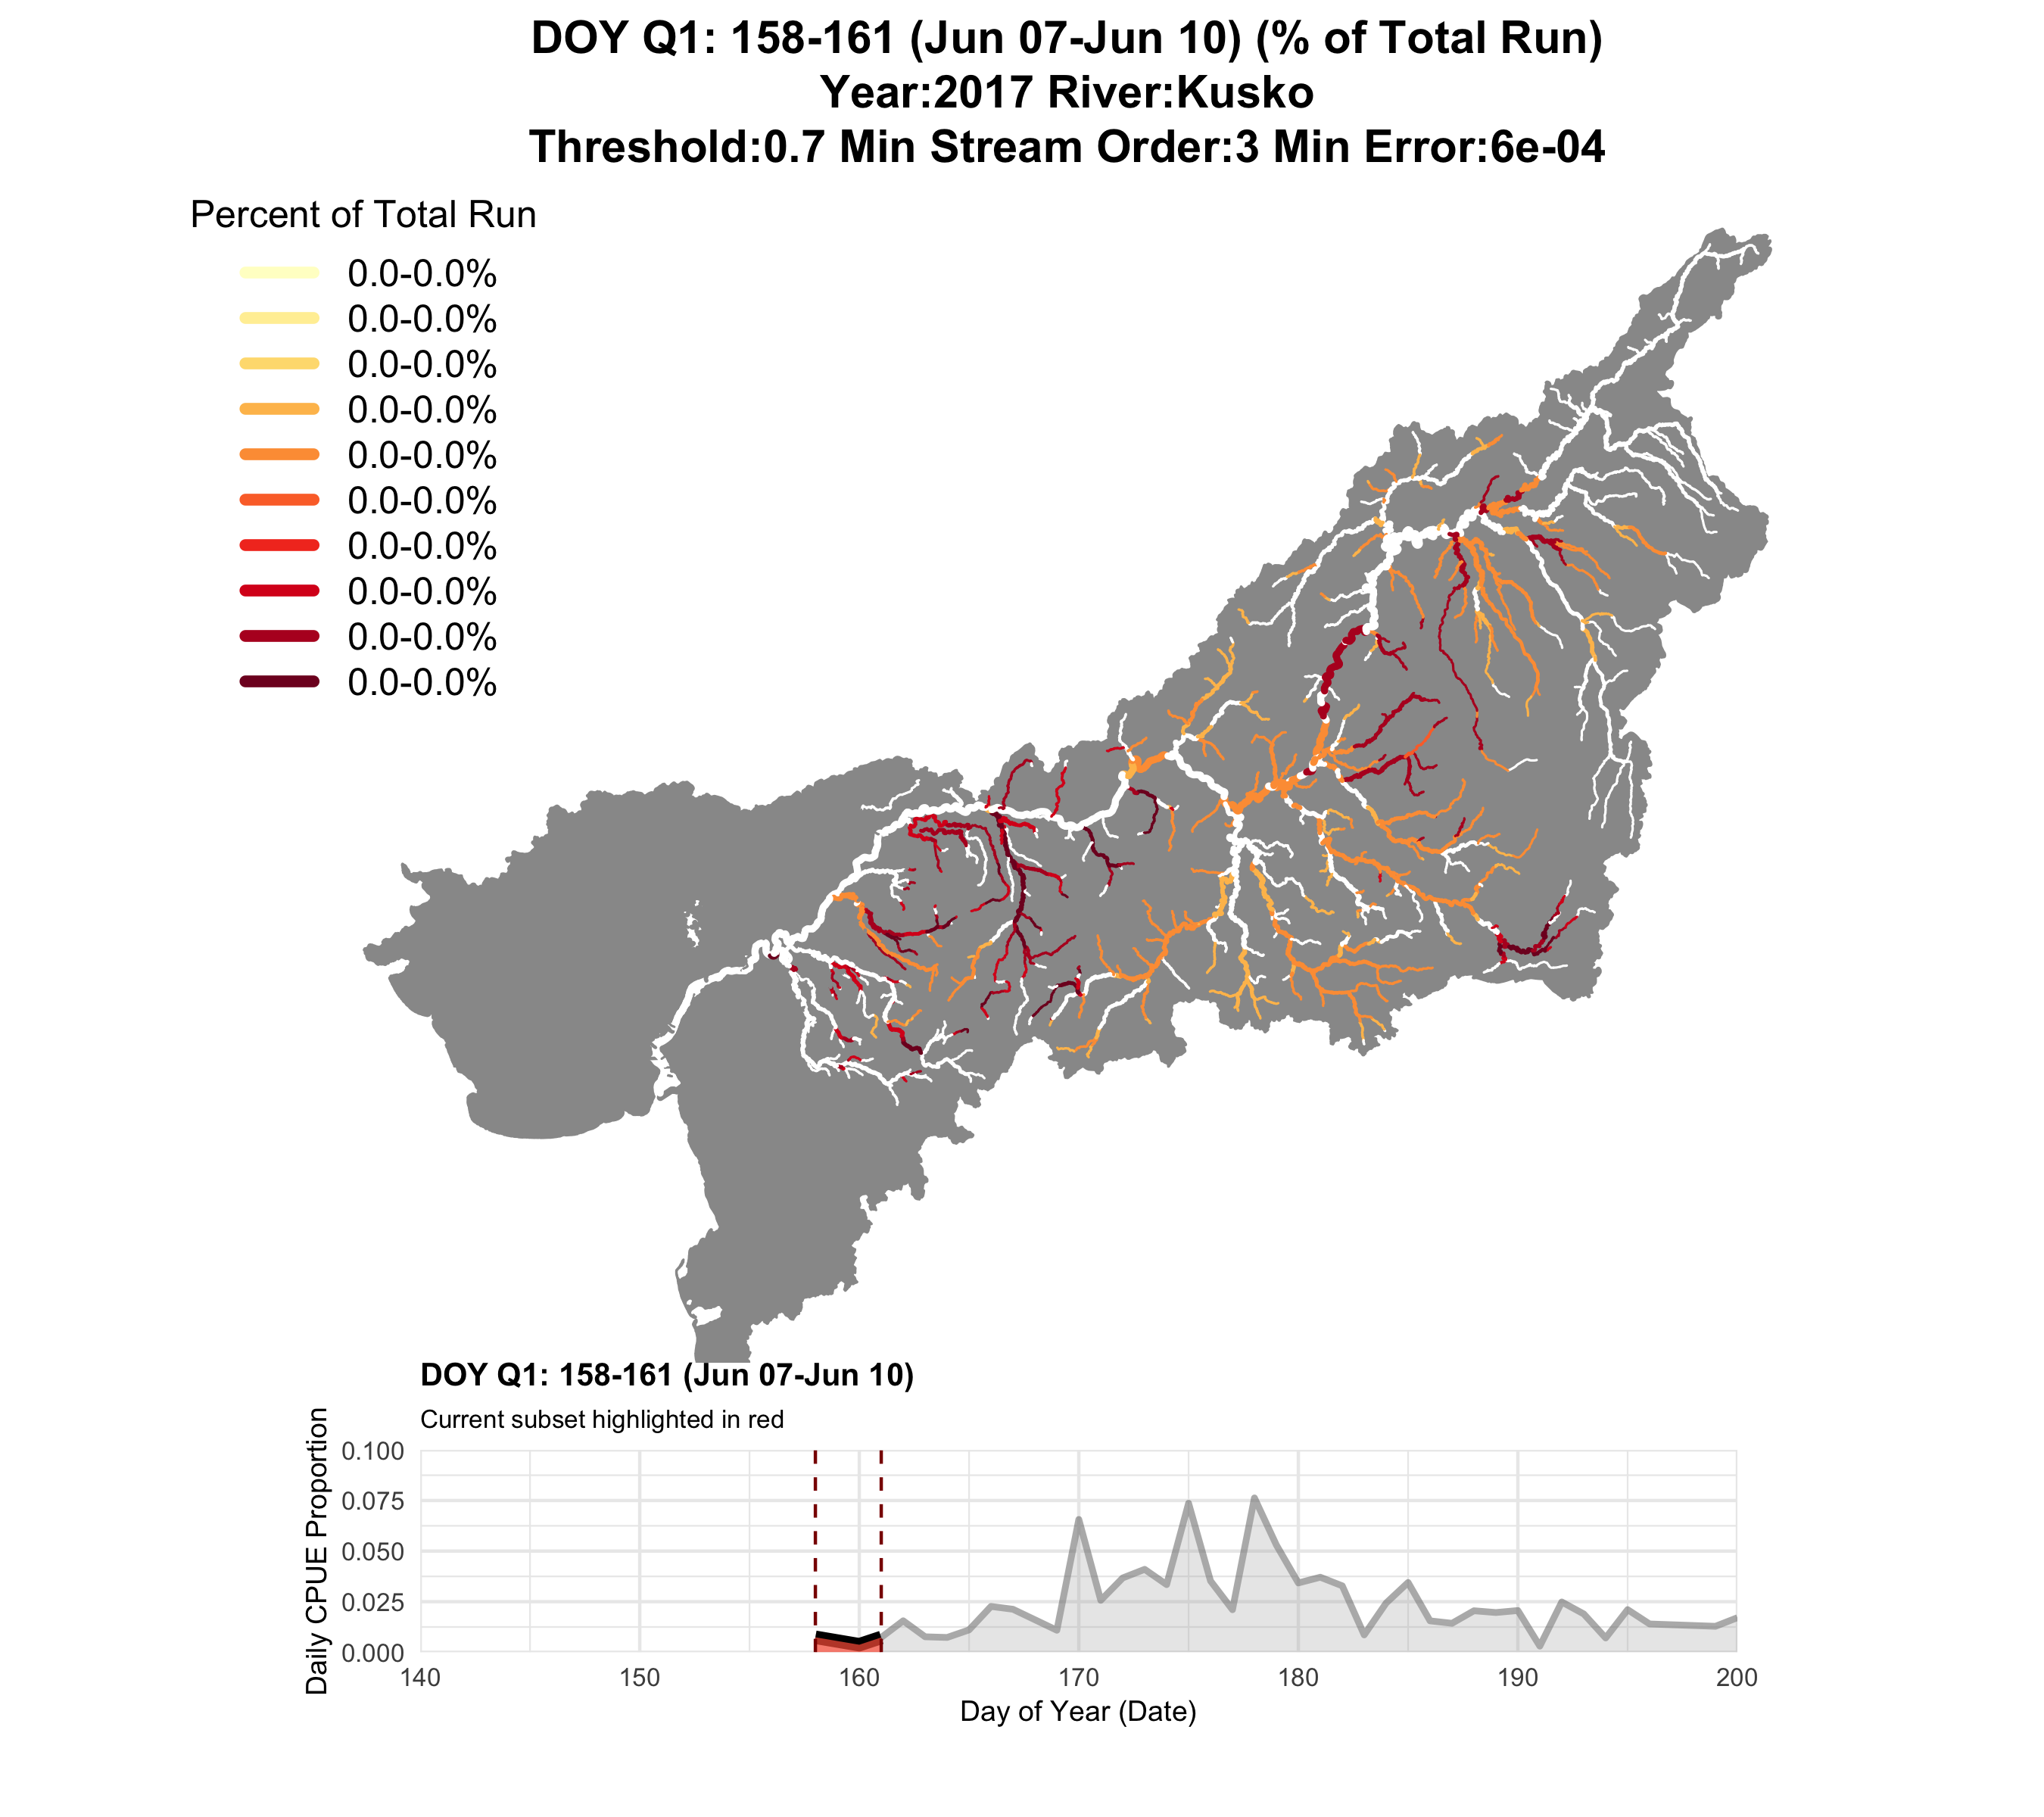 DOY Q1: 158-161 (Jun 07-Jun 10) (% of Total Run)
Year:2017 River:Kusko
Threshold:0.7 Min Stream Order:3 Min Error:6e-04
Percent of Total Run
0.0-0.0%
0.0-0.0%
0.0-0.0%
0.0-0.0%
0.0-0.0%
0.0-0.0%
0.0-0.0%
0.0-0.0%
0.0-0.0%
0.0-0.0%
DOY Q1: 158-161 (Jun 07-Jun 10)
Current subset highlighted in red
Daily CPUE Proportion
0.100
0.075
0.050
0.025
0.000
140 150 160 170 180 190 200
Day of Year (Date)